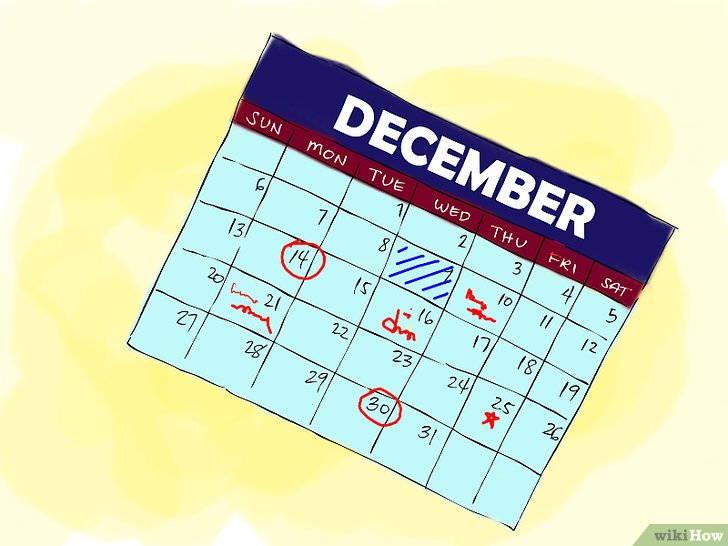 DECEMBER
SUN MON TUE WED THU FRI SAT
1 2 3 4 5
6 7 8 9 10 11 12
13 14 15 16 17 18 19
20 21 22 23 24 25 26
27 28 29 30 31
wikiHow